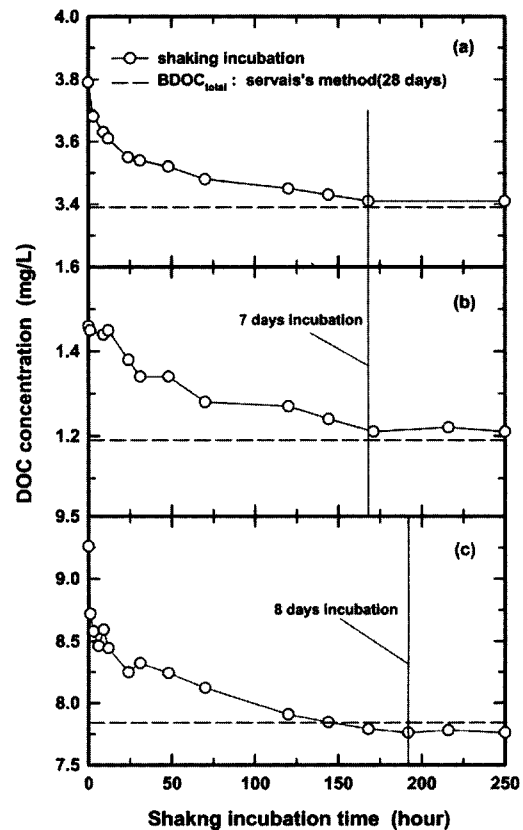 4.0
shaking incubation
(a)
BDOCtotal : servais's method(28 days)
3.8
3.6
3.4
1.6
(b)
7 days incubation
1.4
1.2
9.5
(c)
9.0
8 days incubation
8.5
8.0
7.5
DOC concentration (mg/L)
0 50 100 150 200 250
Shakng incubation time (hour)